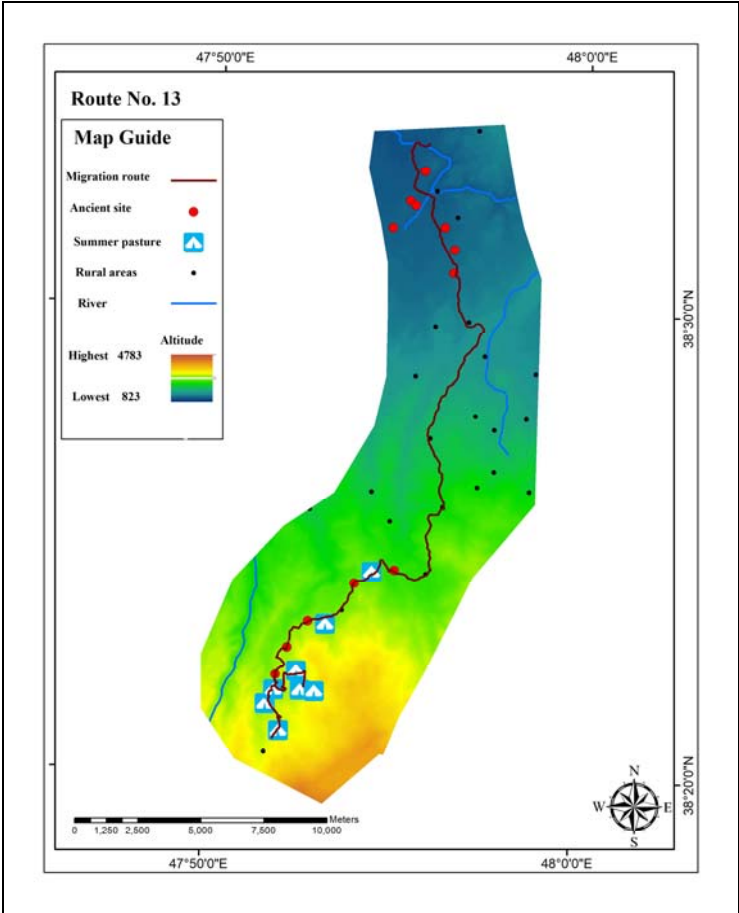 47°50'0"E 48°0'0"E
Route No. 13
Map Guide
Migration route
Ancient site
Summer pasture
Rural areas
River
Altitude
Highest 4783
Lowest 823
38°30'0"N
38°20'0"N
N
W E
S
Meters
0 1,250 2,500 5,000 7,500 10,000
47°50'0"E 48°0'0"E